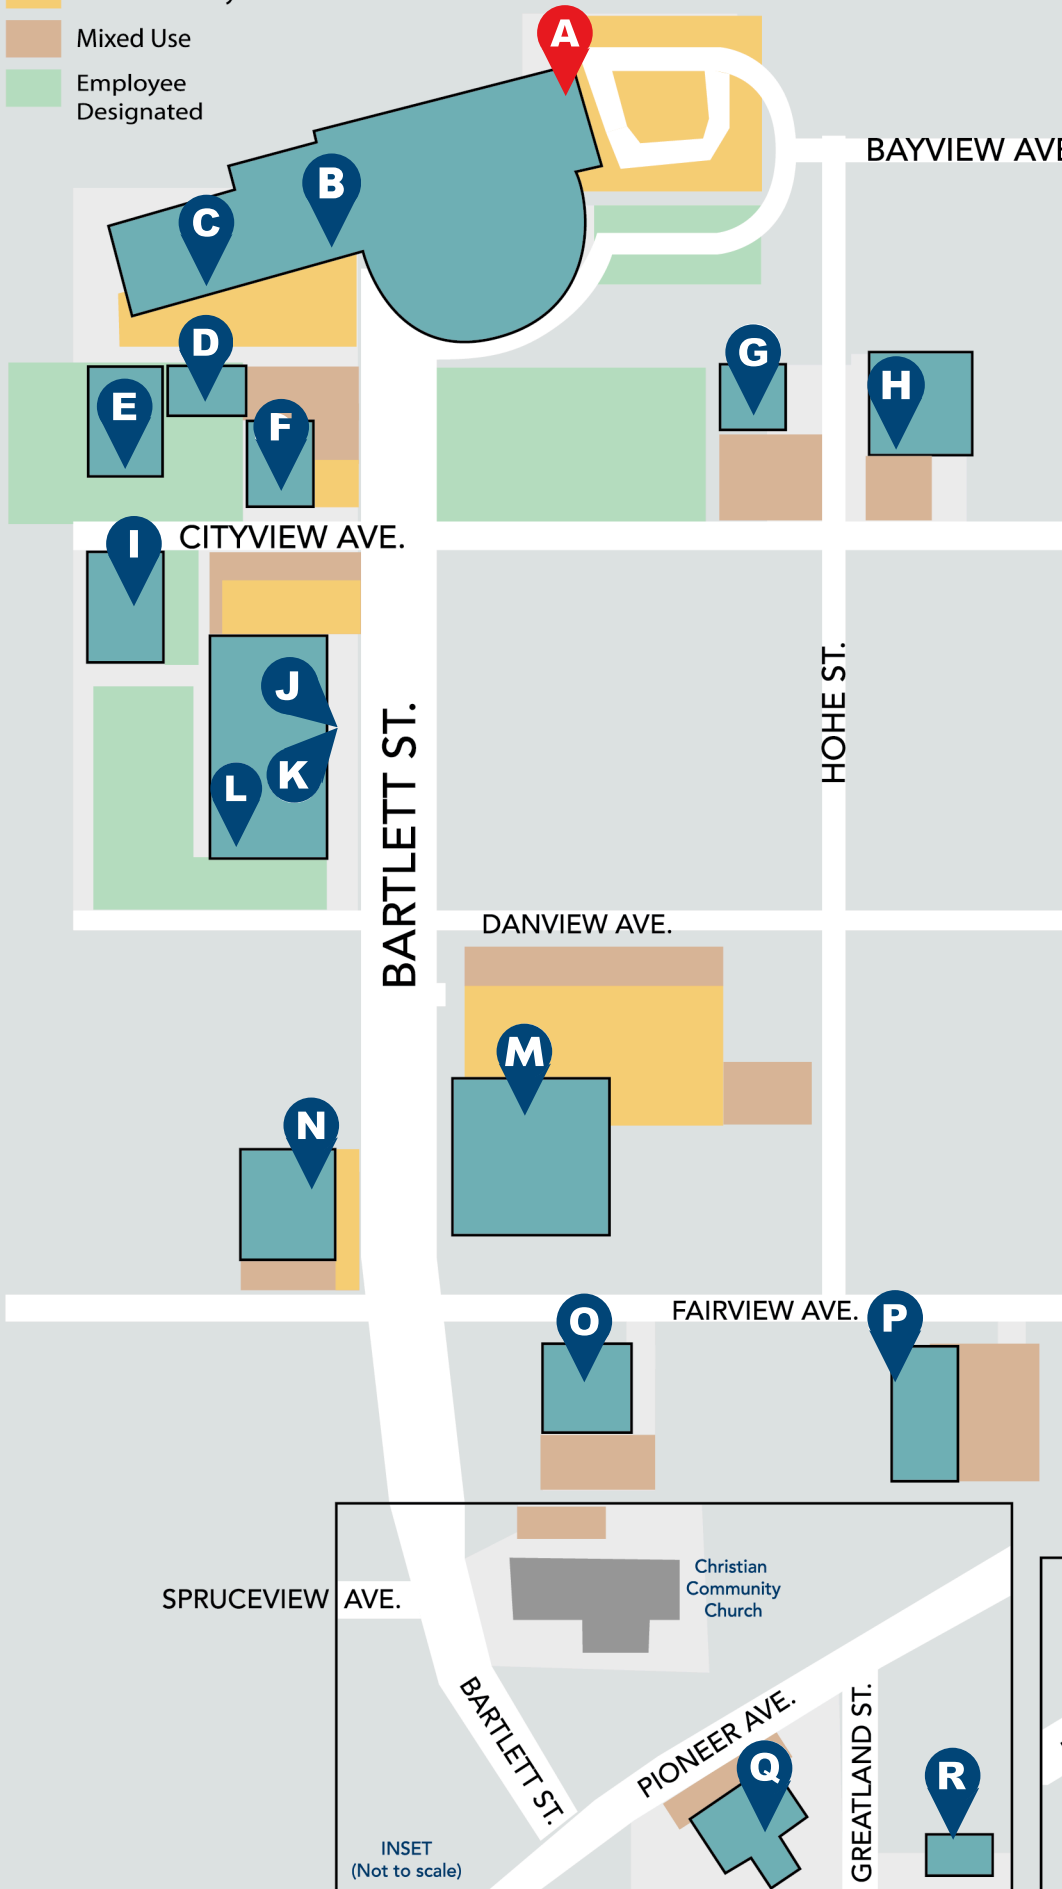 Mixed Use
Employee
Designated
A
BAYVIEW AVE
B
C
D
E
F
G
H
CITYVIEW AVE.
I
J
K
L
BARTLETT ST.
HOHE ST.
DANVIEW AVE.
M
N
O
FAIRVIEW AVE.
P
Christian
Community
Church
SPRUCEVIEW AVE.
BARTLETT ST.
PIONEER AVE.
GREATLAND ST.
Q
R
INSET
(Not to scale)